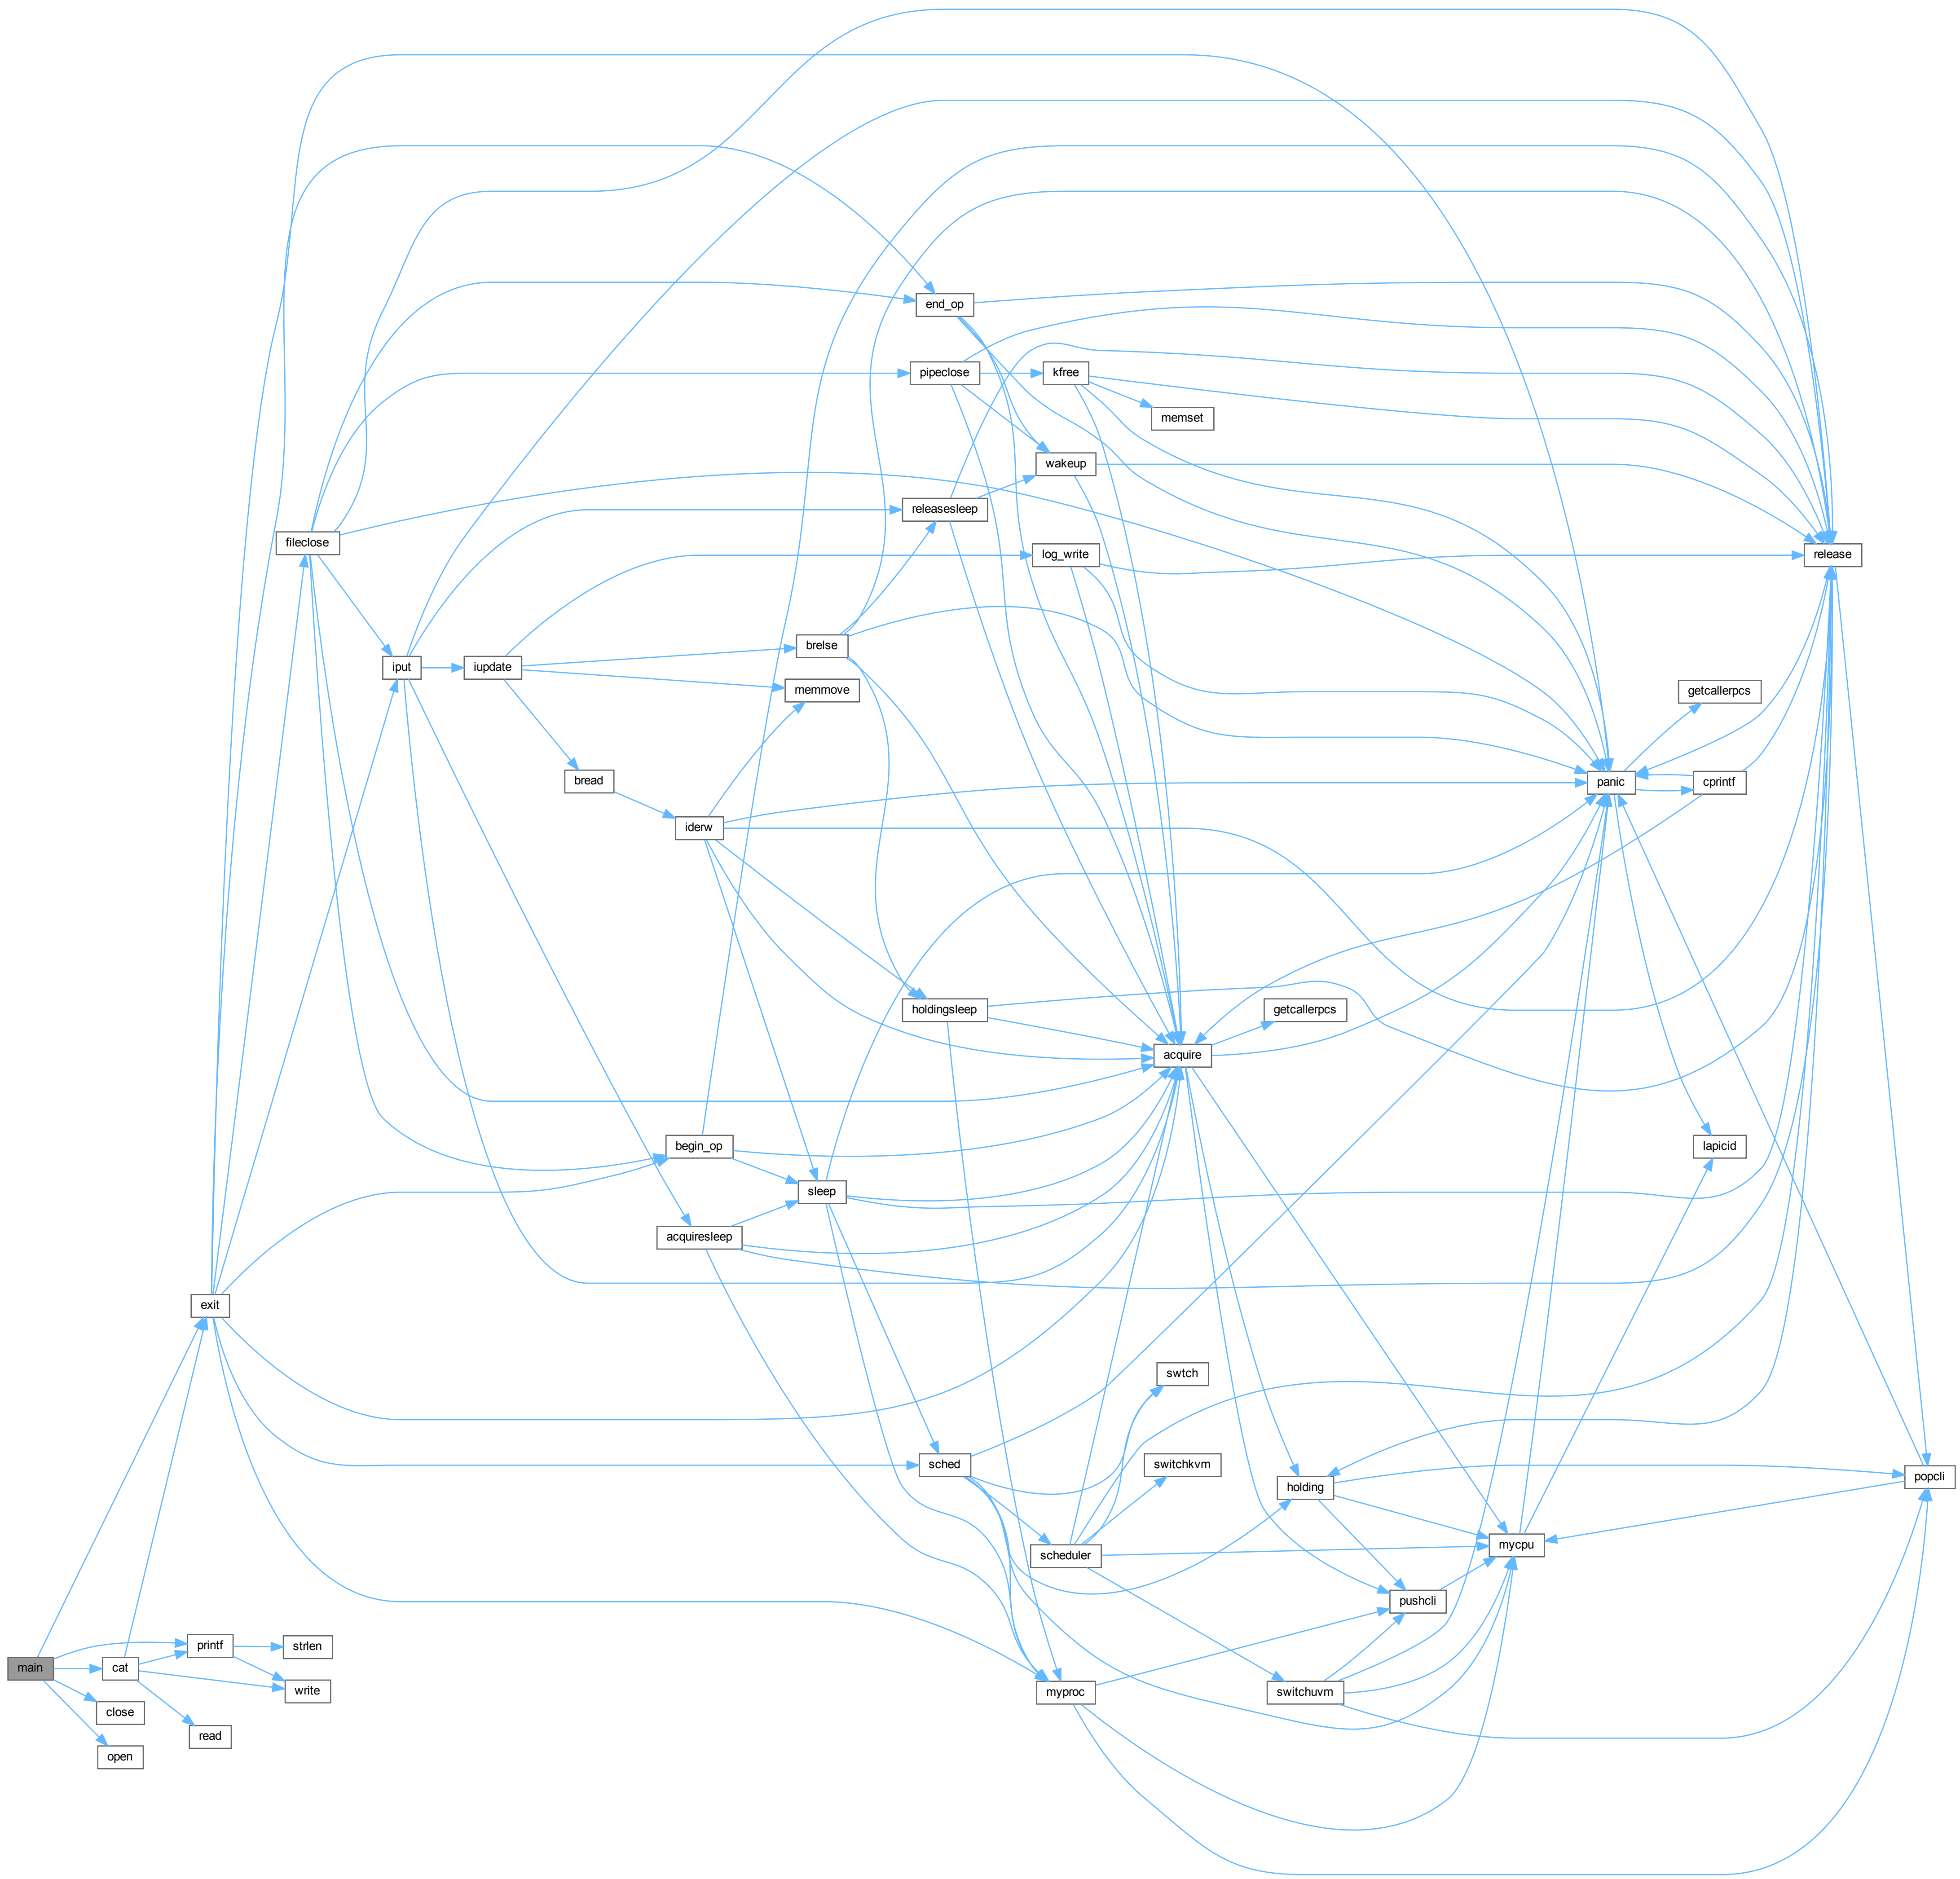 end_op
pipeclose
kfree
memset
wakeup
releasesleep
fileclose
log_write
release
brelse
iput
iupdate
memmove
getcallerpcs
bread
panic
cprintf
iderw
holdingsleep
getcallerpcs
acquire
begin_op
lapicid
sleep
acquiresleep
exit
swtch
sched
switchkvm
holding
popcli
mycpu
scheduler
pushcli
printf
strlen
main
cat
write
myproc
switchuvm
close
read
open